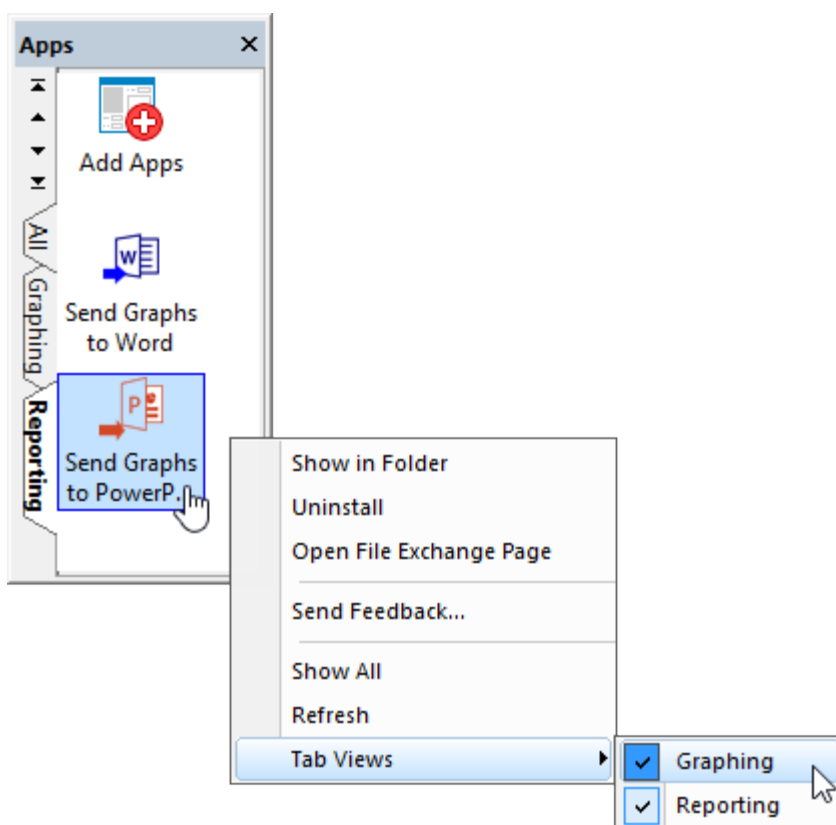 Apps
Add Apps
All
Graphing
Reporting
W
Send Graphs
to Word
P
Send Graphs
to PowerP...
Show in Folder
Uninstall
Open File Exchange Page
Send Feedback...
Show All
Refresh
Tab Views
Graphing
Reporting